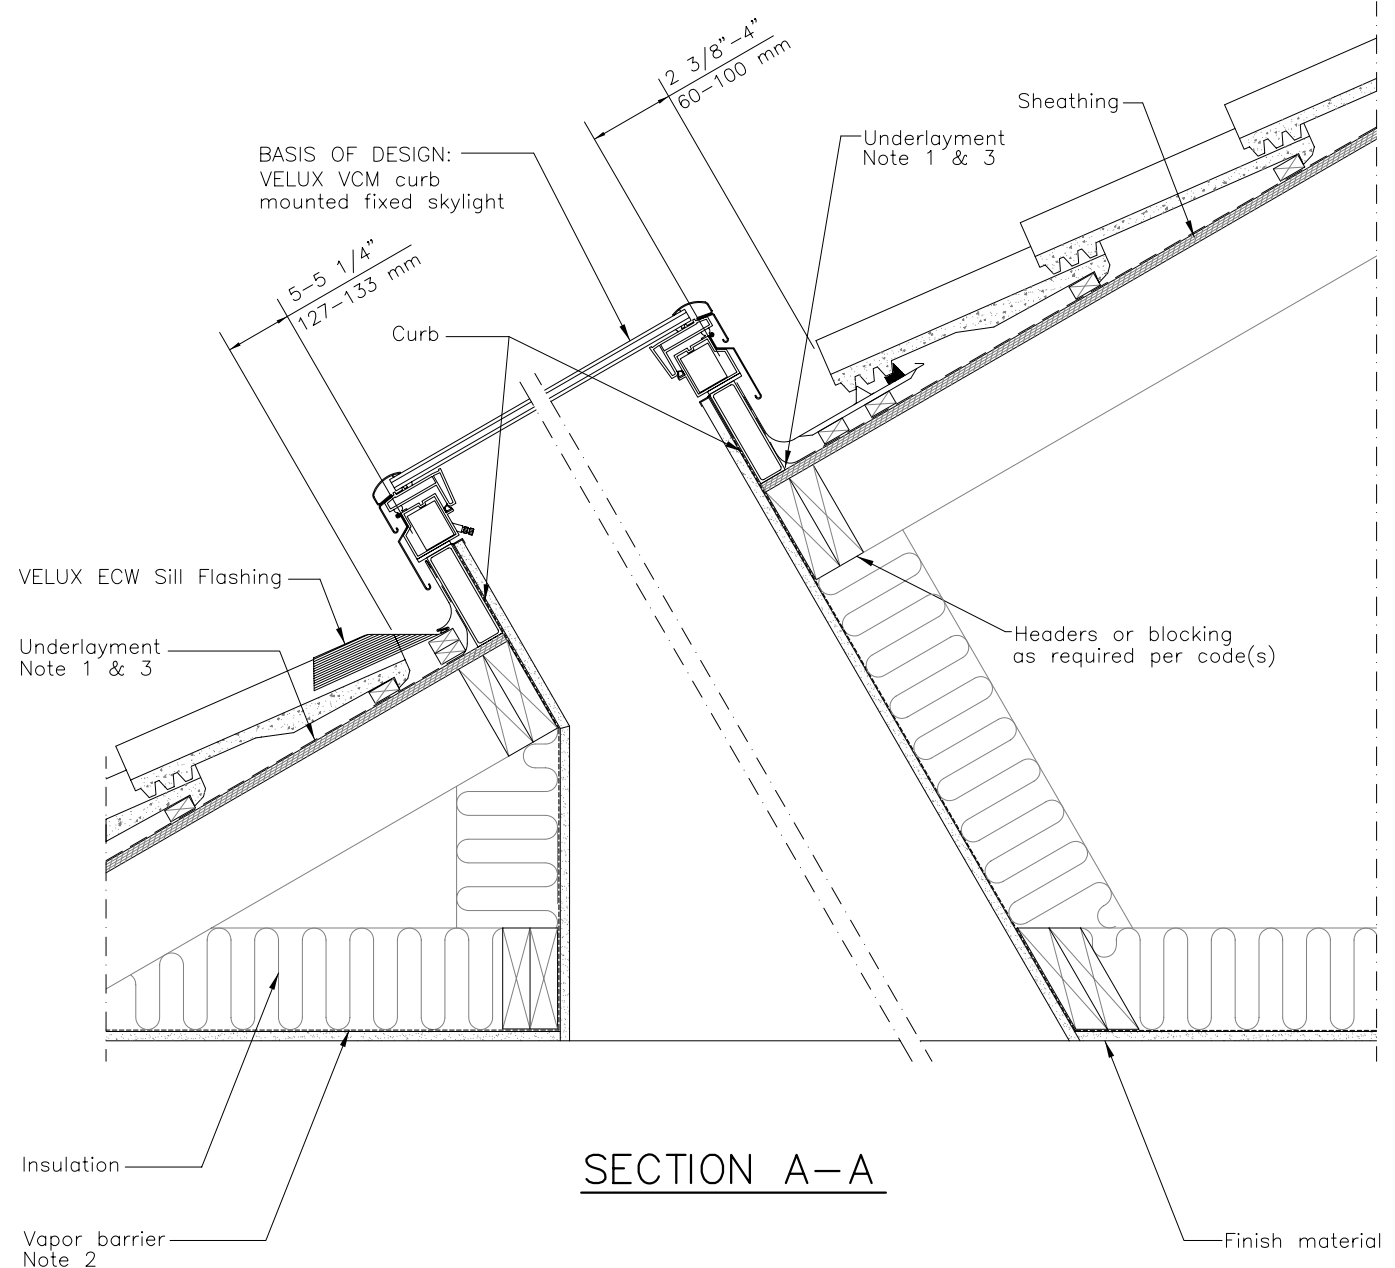 2 3/8"-4"
60-100 mm
Sheathing
Underlayment
Note 1 & 3
BASIS OF DESIGN:
VELUX VCM curb
mounted fixed skylight
5-5 1/4"
127-133 mm
Curb
VELUX ECW Sill Flashing
Underlayment
Note 1 & 3
Headers or blocking
as required per code(s)
Insulation
SECTION A-A
Vapor barrier
Note 2
Finish material